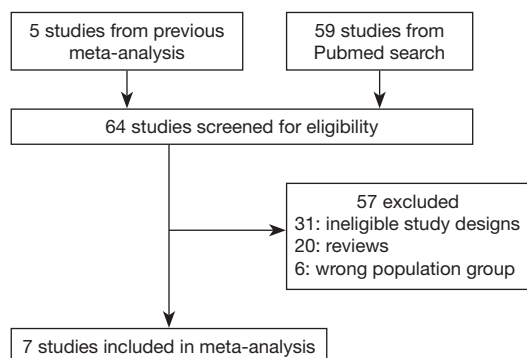 5 studies from previous
meta-analysis
59 studies from
Pubmed search
64 studies screened for eligibility
57 excluded
31: ineligible study designs
20: reviews
6: wrong population group
7 studies included in meta-analysis